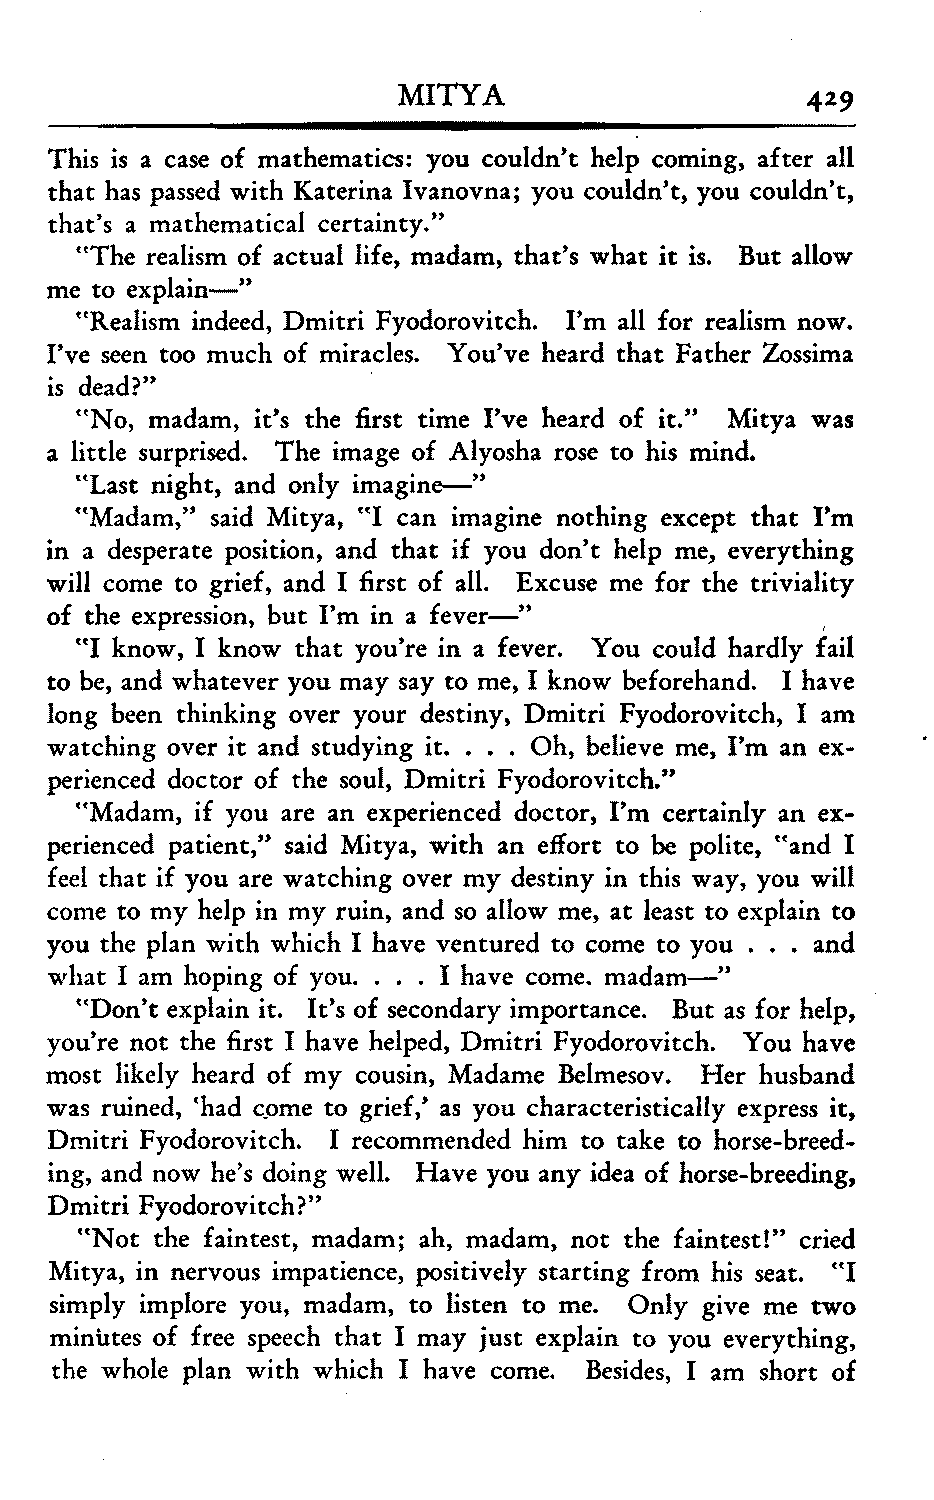 MITYA 429
This is a case of mathematics: you couldn't help coming, after all
that has passed with Katerina Ivanovna; you couldn't, you couldn't,
that's a mathematical certainty."
"The realism of actual life, madam, that's what it is. But allow
me to explain—"
"Realism indeed, Dmitri Fyodorovitch. I'm all for realism now.
I've seen too much of miracles. You've heard that Father Zossima
is dead?"
"No, madam, it's the first time I've heard of it." Mitya was
a little surprised. The image of Alyosha rose to his mind.
"Last night, and only imagine—"
"Madam," said Mitya, "I can imagine nothing except that I'm
in a desperate position, and that if you don't help me, everything
will come to grief, and I first of all. Excuse me for the triviality
of the expression, but I'm in a fever—"
"I know, I know that you're in a fever. You could hardly fail
to be, and whatever you may say to me, I know beforehand. I have
long been thinking over your destiny, Dmitri Fyodorovitch, I am
watching over it and studying it. . . . Oh, believe me, I'm an ex-
perienced doctor of the soul, Dmitri Fyodorovitch."
"Madam, if you are an experienced doctor, I'm certainly an ex-
perienced patient," said Mitya, with an effort to be polite, "and I
feel that if you are watching over my destiny in this way, you will
come to my help in my ruin, and so allow me, at least to explain to
you the plan with which I have ventured to come to you . . . and
what I am hoping of you. . . . I have come. madam—"
"Don't explain it. It's of secondary importance. But as for help,
you're not the first I have helped, Dmitri Fyodorovitch. You have
most likely heard of my cousin, Madame Belmesov. Her husband
was ruined, 'had come to grief,' as you characteristically express it,
Dmitri Fyodorovitch. I recommended him to take to horse-breed-
ing, and now he's doing well. Have you any idea of horse-breeding,
Dmitri Fyodorovitch?"
"Not the faintest, madam; ah, madam, not the faintest!" cried
Mitya, in nervous impatience, positively starting from his seat. "I
simply implore you, madam, to listen to me. Only give me two
minutes of free speech that I may just explain to you everything,
the whole plan with which I have come. Besides, I am short of